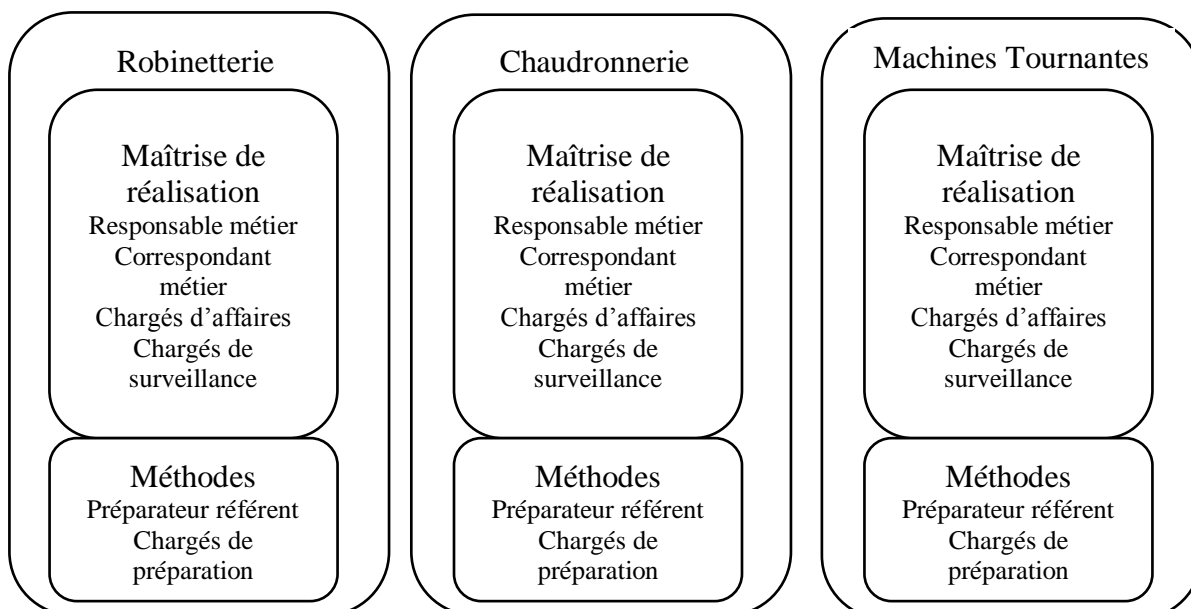 Robinetterie
Maîtrise de
réalisation
Responsable métier
Correspondant
métier
Chargés d’affaires
Chargés de
surveillance
Méthodes
Préparateur référent
Chargés de
préparation
Chaudronnerie
Maîtrise de
réalisation
Responsable métier
Correspondant
métier
Chargés d’affaires
Chargés de
surveillance
Méthodes
Préparateur référent
Chargés de
préparation
Machines Tournantes
Maîtrise de
réalisation
Responsable métier
Correspondant
métier
Chargés d’affaires
Chargés de
surveillance
Méthodes
Préparateur référent
Chargés de
préparation